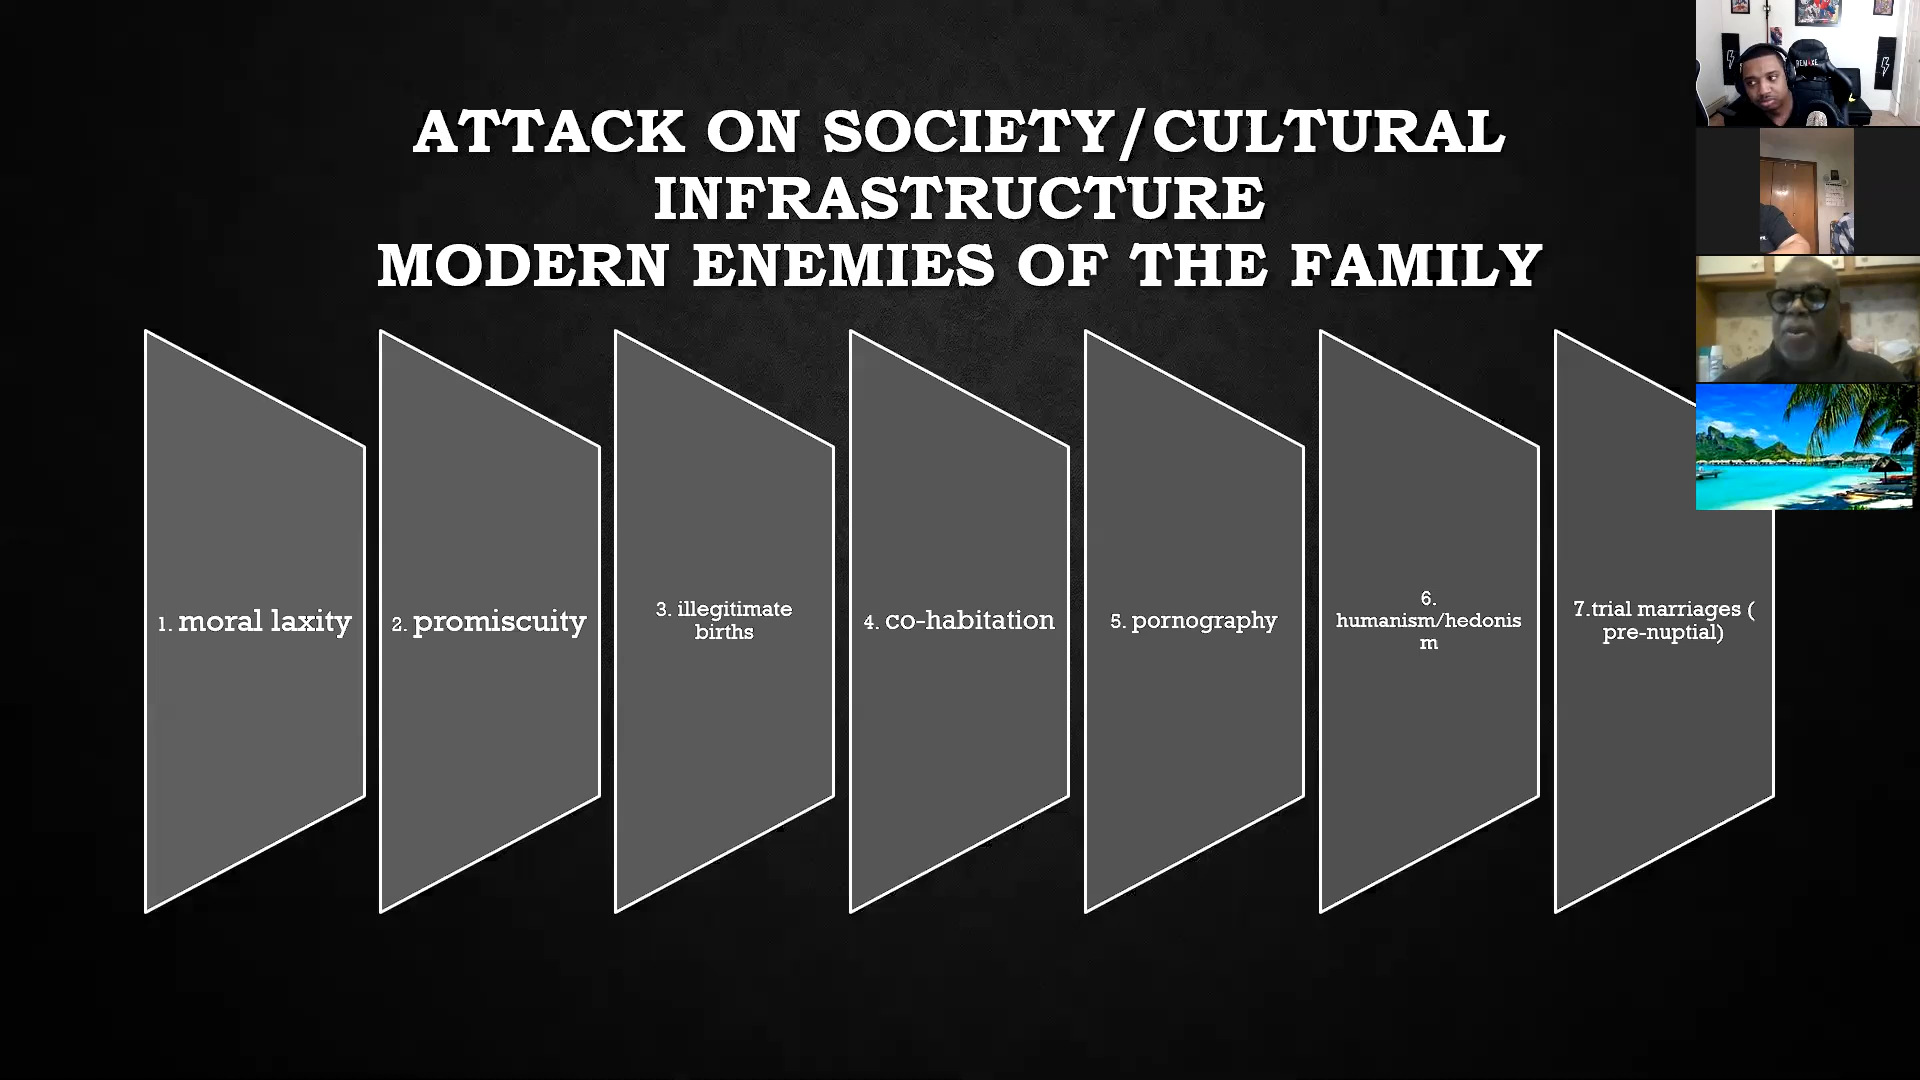 ATTACK ON SOCIETY/CULTURAL
INFRASTRUCTURE
MODERN ENEMIES OF THE FAMILY
1. moral laxity
2. promiscuity
3. illegitimate
births
4. co-habitation
5. pornography
6.
humanism/hedonis
m
7.trial marriages (
pre-nuptial)